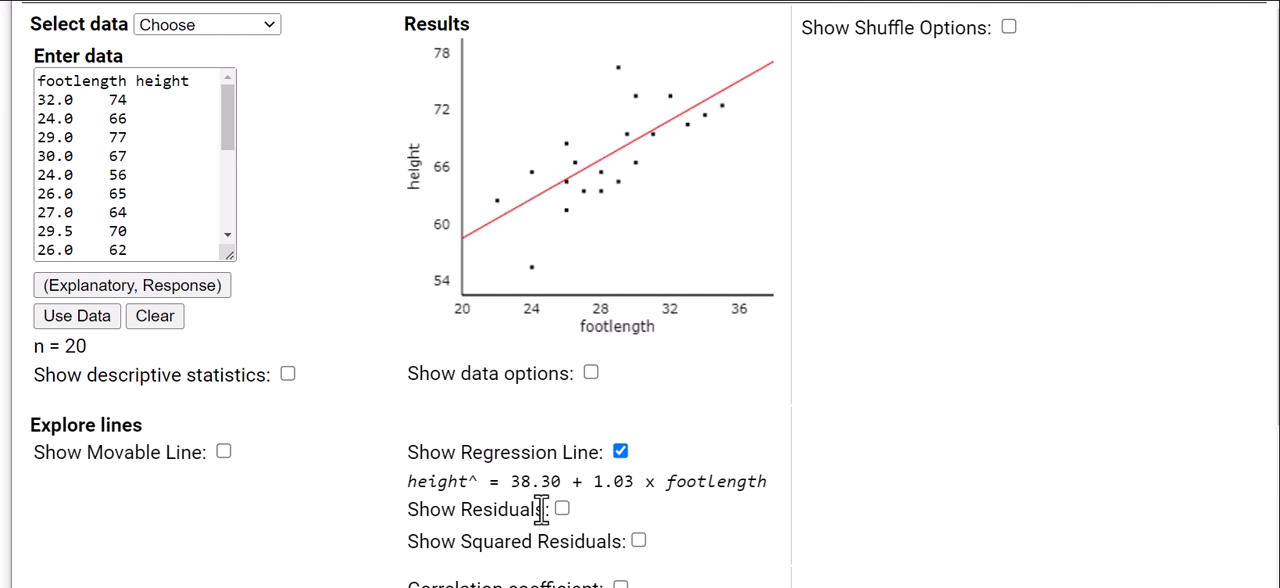 Select data Choose
Enter data
footlength height
32.0 74
24.0 66
29.0 77
30.0 67
24.0 56
26.0 65
27.0 64
29.5 70
26.0 62
(Explanatory, Response)
Use Data Clear
n = 20
Show descriptive statistics:
Explore lines
Show Movable Line:
Results
78
72
66
60
54
height
20 24 28 32 36
footlength
Show data options:
Show Regression Line:
height^ = 38.30 + 1.03 x footlength
Show Residuals:
Show Squared Residuals:
Correlation coefficient:
Show Shuffle Options: